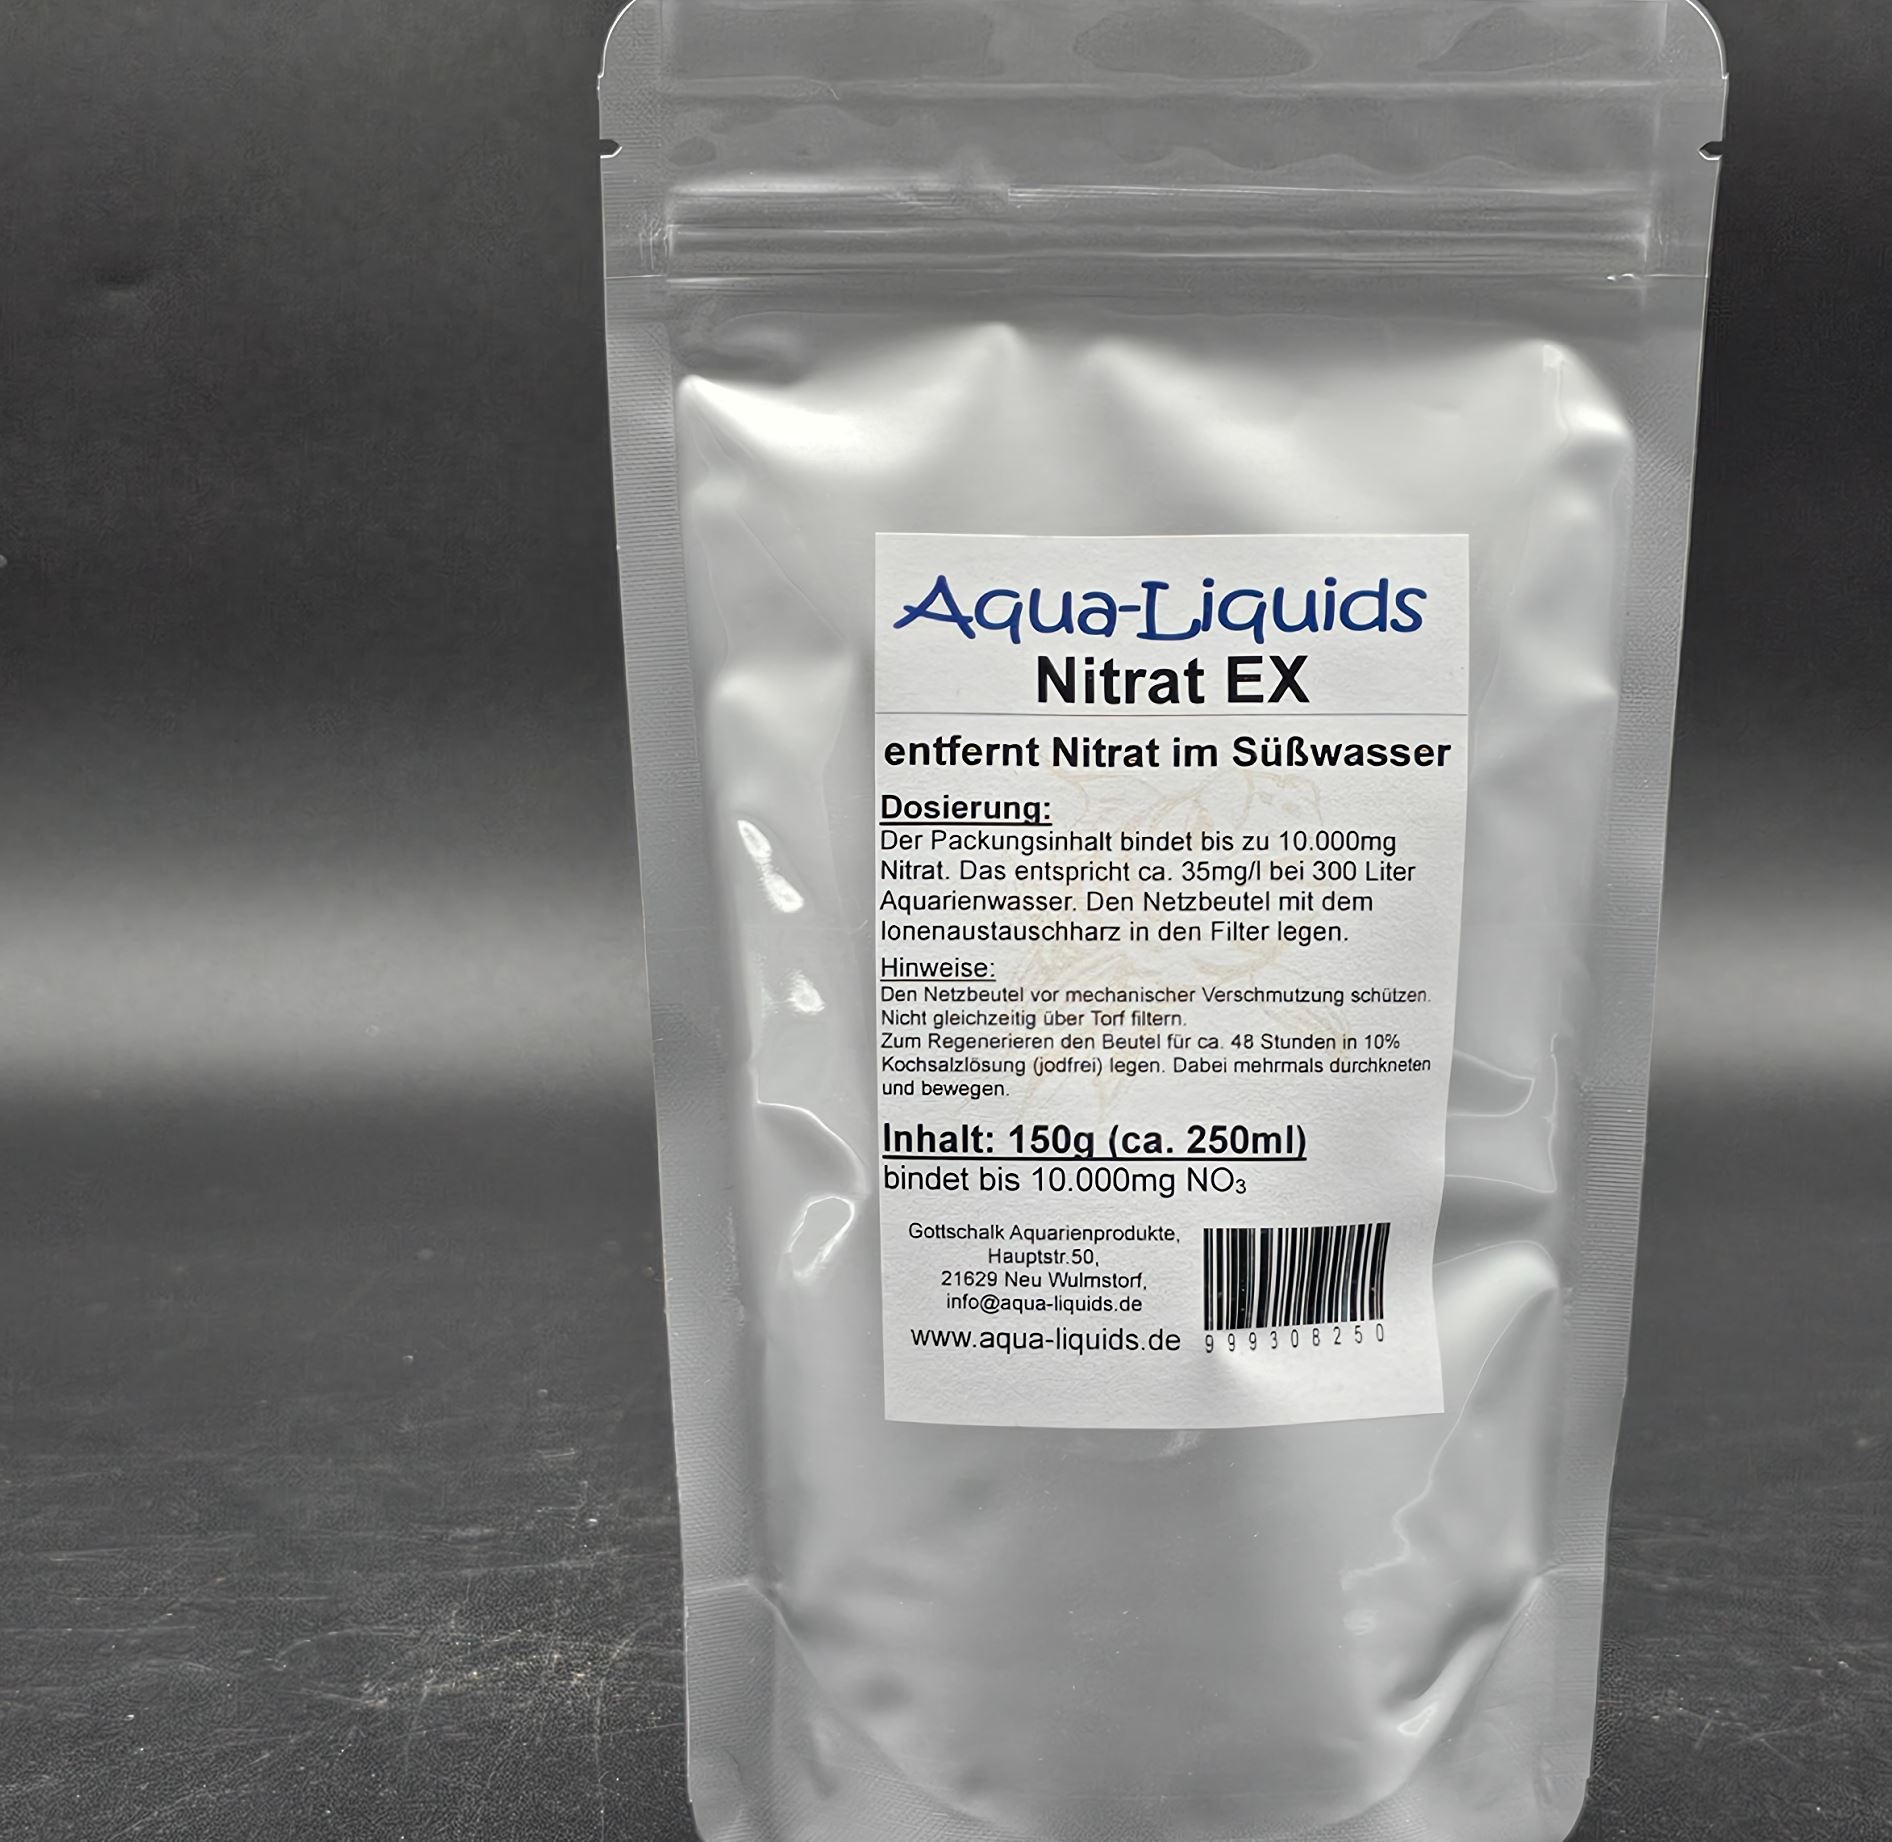 Aqua-Liquids
Nitrat EX
entfernt Nitrat im Süßwasser
Dosierung:
Der Packungsinhalt bindet bis zu 10.000mg
Nitrat. Das entspricht ca. 35mg/l bei 300 Liter
Aquarienwasser. Den Netzbeutel mit dem
Ionenaustauschharz in den Filter legen.
Hinweise:
Den Netzbeutel vor mechanischer Verschmutzung schützen.
Nicht gleichzeitig über Torf filtern.
Zum Regenerieren den Beutel für ca. 48 Stunden in 10%
Kochsalzlösung (jodfrei) legen. Dabei mehrmals durchkneten
und bewegen.
Inhalt: 150g (ca. 250ml)
bindet bis 10.000mg NO₃
Gottschalk Aquarienprodukte,
Hauptstr.50,
21629 Neu Wulmstorf,
info@aqua-liquids.de
www.aqua-liquids.de
999308250